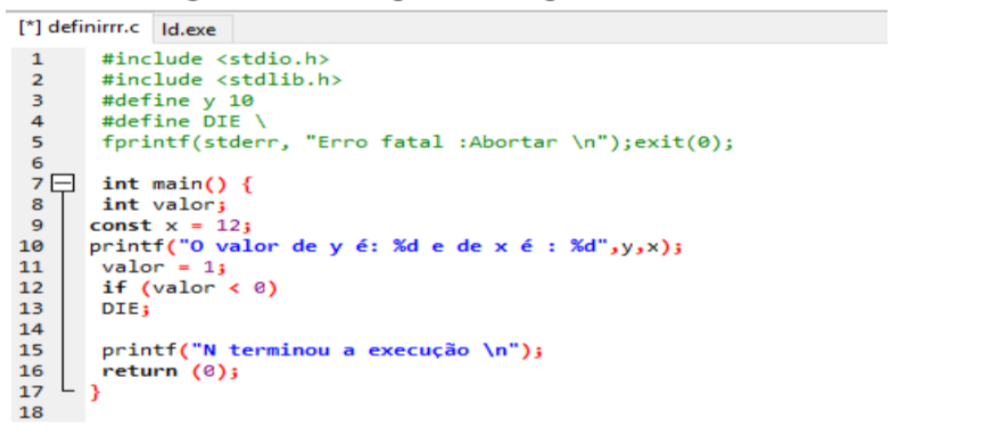 [*] definirrr.c ld.exe
1 #include <stdio.h>
2 #include <stdlib.h>
3 #define y 10
4 #define DIE \
5 fprintf(stderr, "Erro fatal :Abortar \n");exit(0);
6
7 int main() {
8 int valor;
9 const x = 12;
10 printf("O valor de y é: %d e de x é : %d",y,x);
11 valor = 1;
12 if (valor < 0)
13 DIE;
14
15 printf("N terminou a execução \n");
16 return (0);
17 }
18